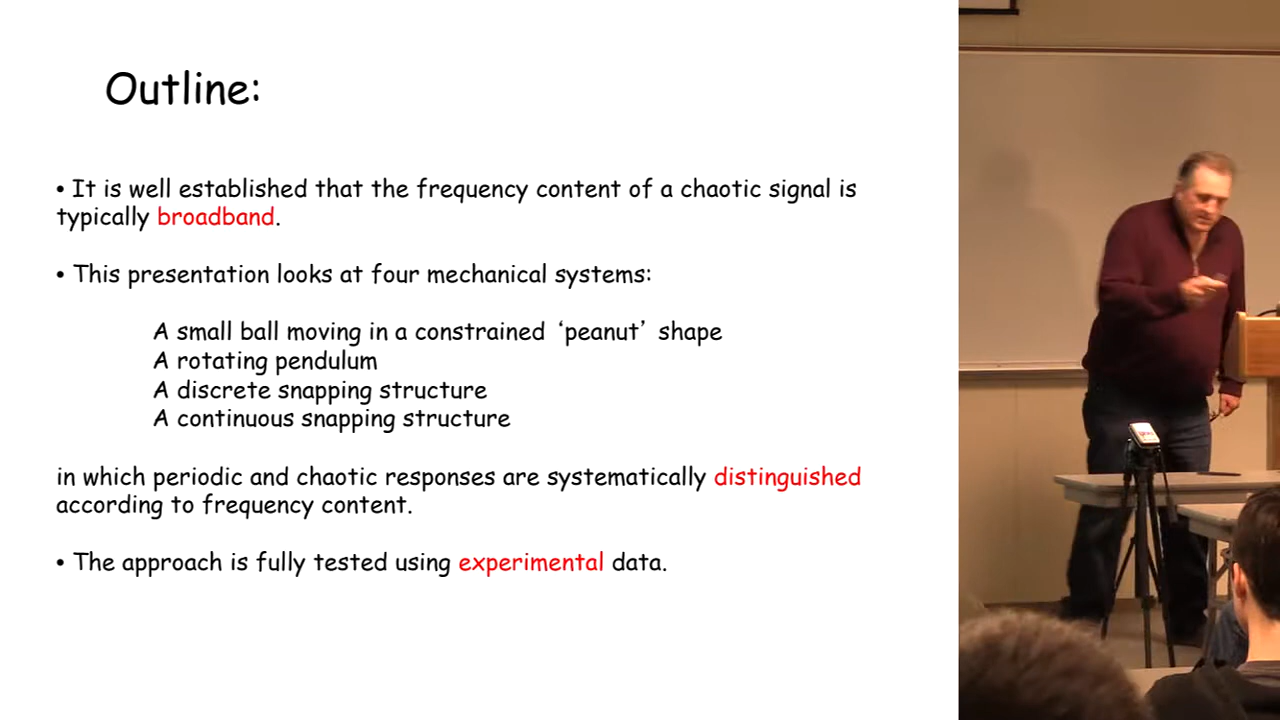 Outline:
• It is well established that the frequency content of a chaotic signal is
typically broadband.
• This presentation looks at four mechanical systems:
A small ball moving in a constrained ‘peanut’ shape
A rotating pendulum
A discrete snapping structure
A continuous snapping structure
in which periodic and chaotic responses are systematically distinguished
according to frequency content.
• The approach is fully tested using experimental data.